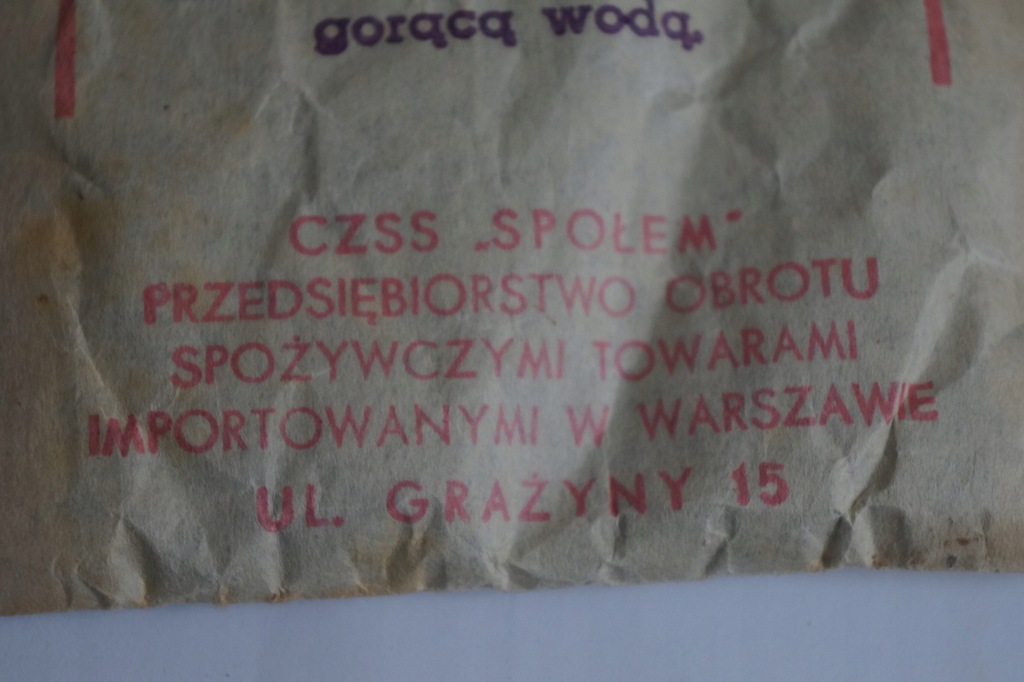 gorącą wodą.
CZSS „SPOŁEM"
PRZEDSIĘBIORSTWO OBROTU
SPOŻYWCZYMI TOWARAMI
IMPORTOWANYMI W WARSZAWIE
UL. GRAŻYNY 15